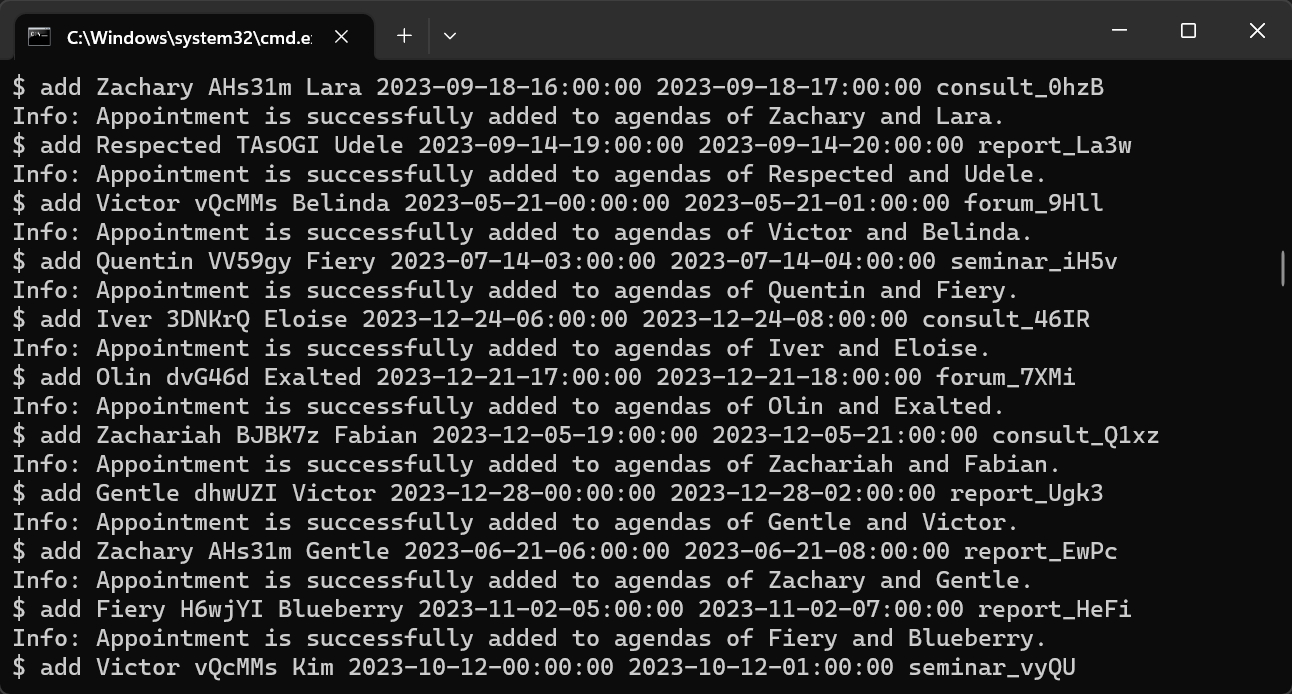 C:\Windows\system32\cmd.e
$ add Zachary AHs31m Lara 2023-09-18-16:00:00 2023-09-18-17:00:00 consult_0hzB
Info: Appointment is successfully added to agendas of Zachary and Lara.
$ add Respected TAsOGI Udele 2023-09-14-19:00:00 2023-09-14-20:00:00 report_La3w
Info: Appointment is successfully added to agendas of Respected and Udele.
$ add Victor vQcMMs Belinda 2023-05-21-00:00:00 2023-05-21-01:00:00 forum_9Hll
Info: Appointment is successfully added to agendas of Victor and Belinda.
$ add Quentin VV59gy Fiery 2023-07-14-03:00:00 2023-07-14-04:00:00 seminar_iH5v
Info: Appointment is successfully added to agendas of Quentin and Fiery.
$ add Iver 3DNKrQ Eloise 2023-12-24-06:00:00 2023-12-24-08:00:00 consult_46IR
Info: Appointment is successfully added to agendas of Iver and Eloise.
$ add Olin dvG46d Exalted 2023-12-21-17:00:00 2023-12-21-18:00:00 forum_7XMi
Info: Appointment is successfully added to agendas of Olin and Exalted.
$ add Zachariah BJBK7z Fabian 2023-12-05-19:00:00 2023-12-05-21:00:00 consult_Q1xz
Info: Appointment is successfully added to agendas of Zachariah and Fabian.
$ add Gentle dhwUZI Victor 2023-12-28-00:00:00 2023-12-28-02:00:00 report_Ugk3
Info: Appointment is successfully added to agendas of Gentle and Victor.
$ add Zachary AHs31m Gentle 2023-06-21-06:00:00 2023-06-21-08:00:00 report_EwPc
Info: Appointment is successfully added to agendas of Zachary and Gentle.
$ add Fiery H6wjYI Blueberry 2023-11-02-05:00:00 2023-11-02-07:00:00 report_HeFi
Info: Appointment is successfully added to agendas of Fiery and Blueberry.
$ add Victor vQcMMs Kim 2023-10-12-00:00:00 2023-10-12-01:00:00 seminar_vyQU